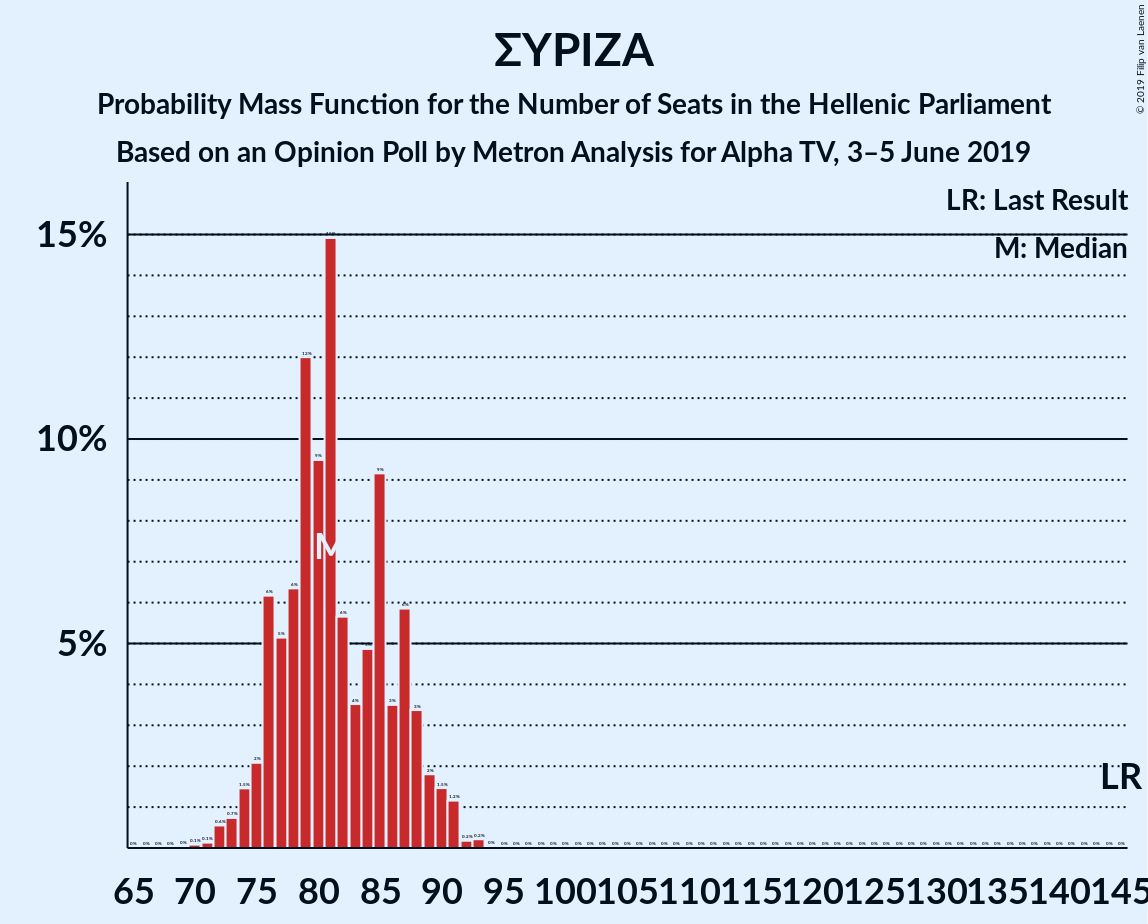 ΣΥΡΙΖΑ
Probability Mass Function for the Number of Seats in the Hellenic Parliament
Based on an Opinion Poll by Metron Analysis for Alpha TV, 3–5 June 2019
© 2019 Filip van Laenen
LR: Last Result
M: Median
15%
10%
5%
M
LR
65 70 75 80 85 90 95 100 105 110 115 120 125 130 135 140 145